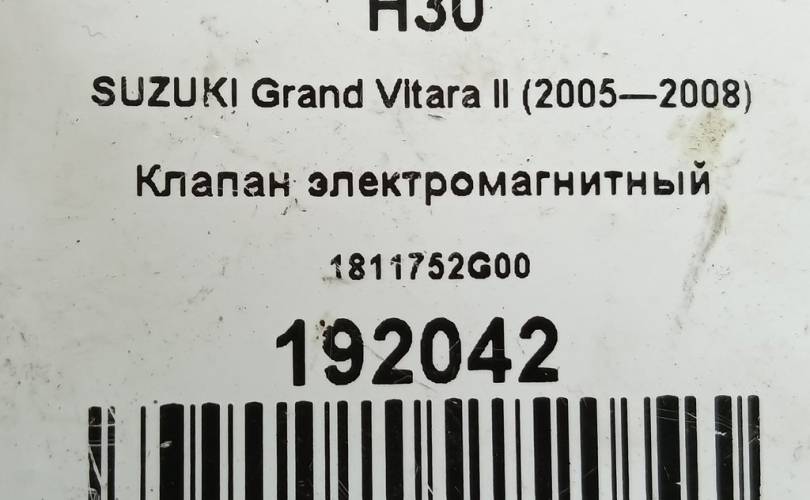 H30
SUZUKI Grand Vitara II (2005—2008)
Клапан электромагнитный
1811752G00
192042